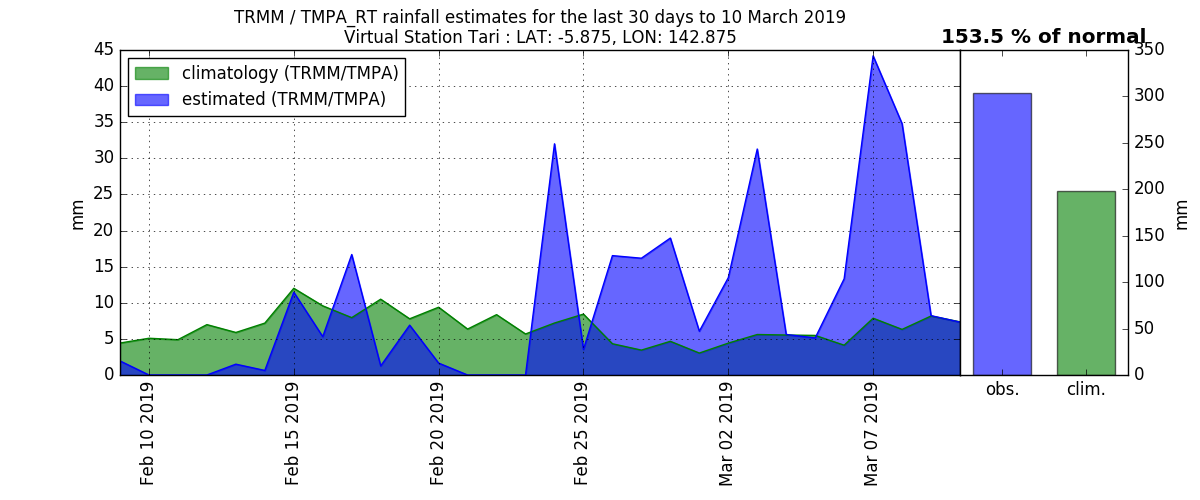 TRMM / TMPA_RT rainfall estimates for the last 30 days to 10 March 2019
Virtual Station Tari : LAT: -5.875, LON: 142.875
153.5 % of normal
climatology (TRMM/TMPA)
estimated (TRMM/TMPA)
mm
45
40
35
30
25
20
15
10
5
0
Feb 10 2019
Feb 15 2019
Feb 20 2019
Feb 25 2019
Mar 02 2019
Mar 07 2019
obs.
clim.
350
300
250
200
150
100
50
0
mm